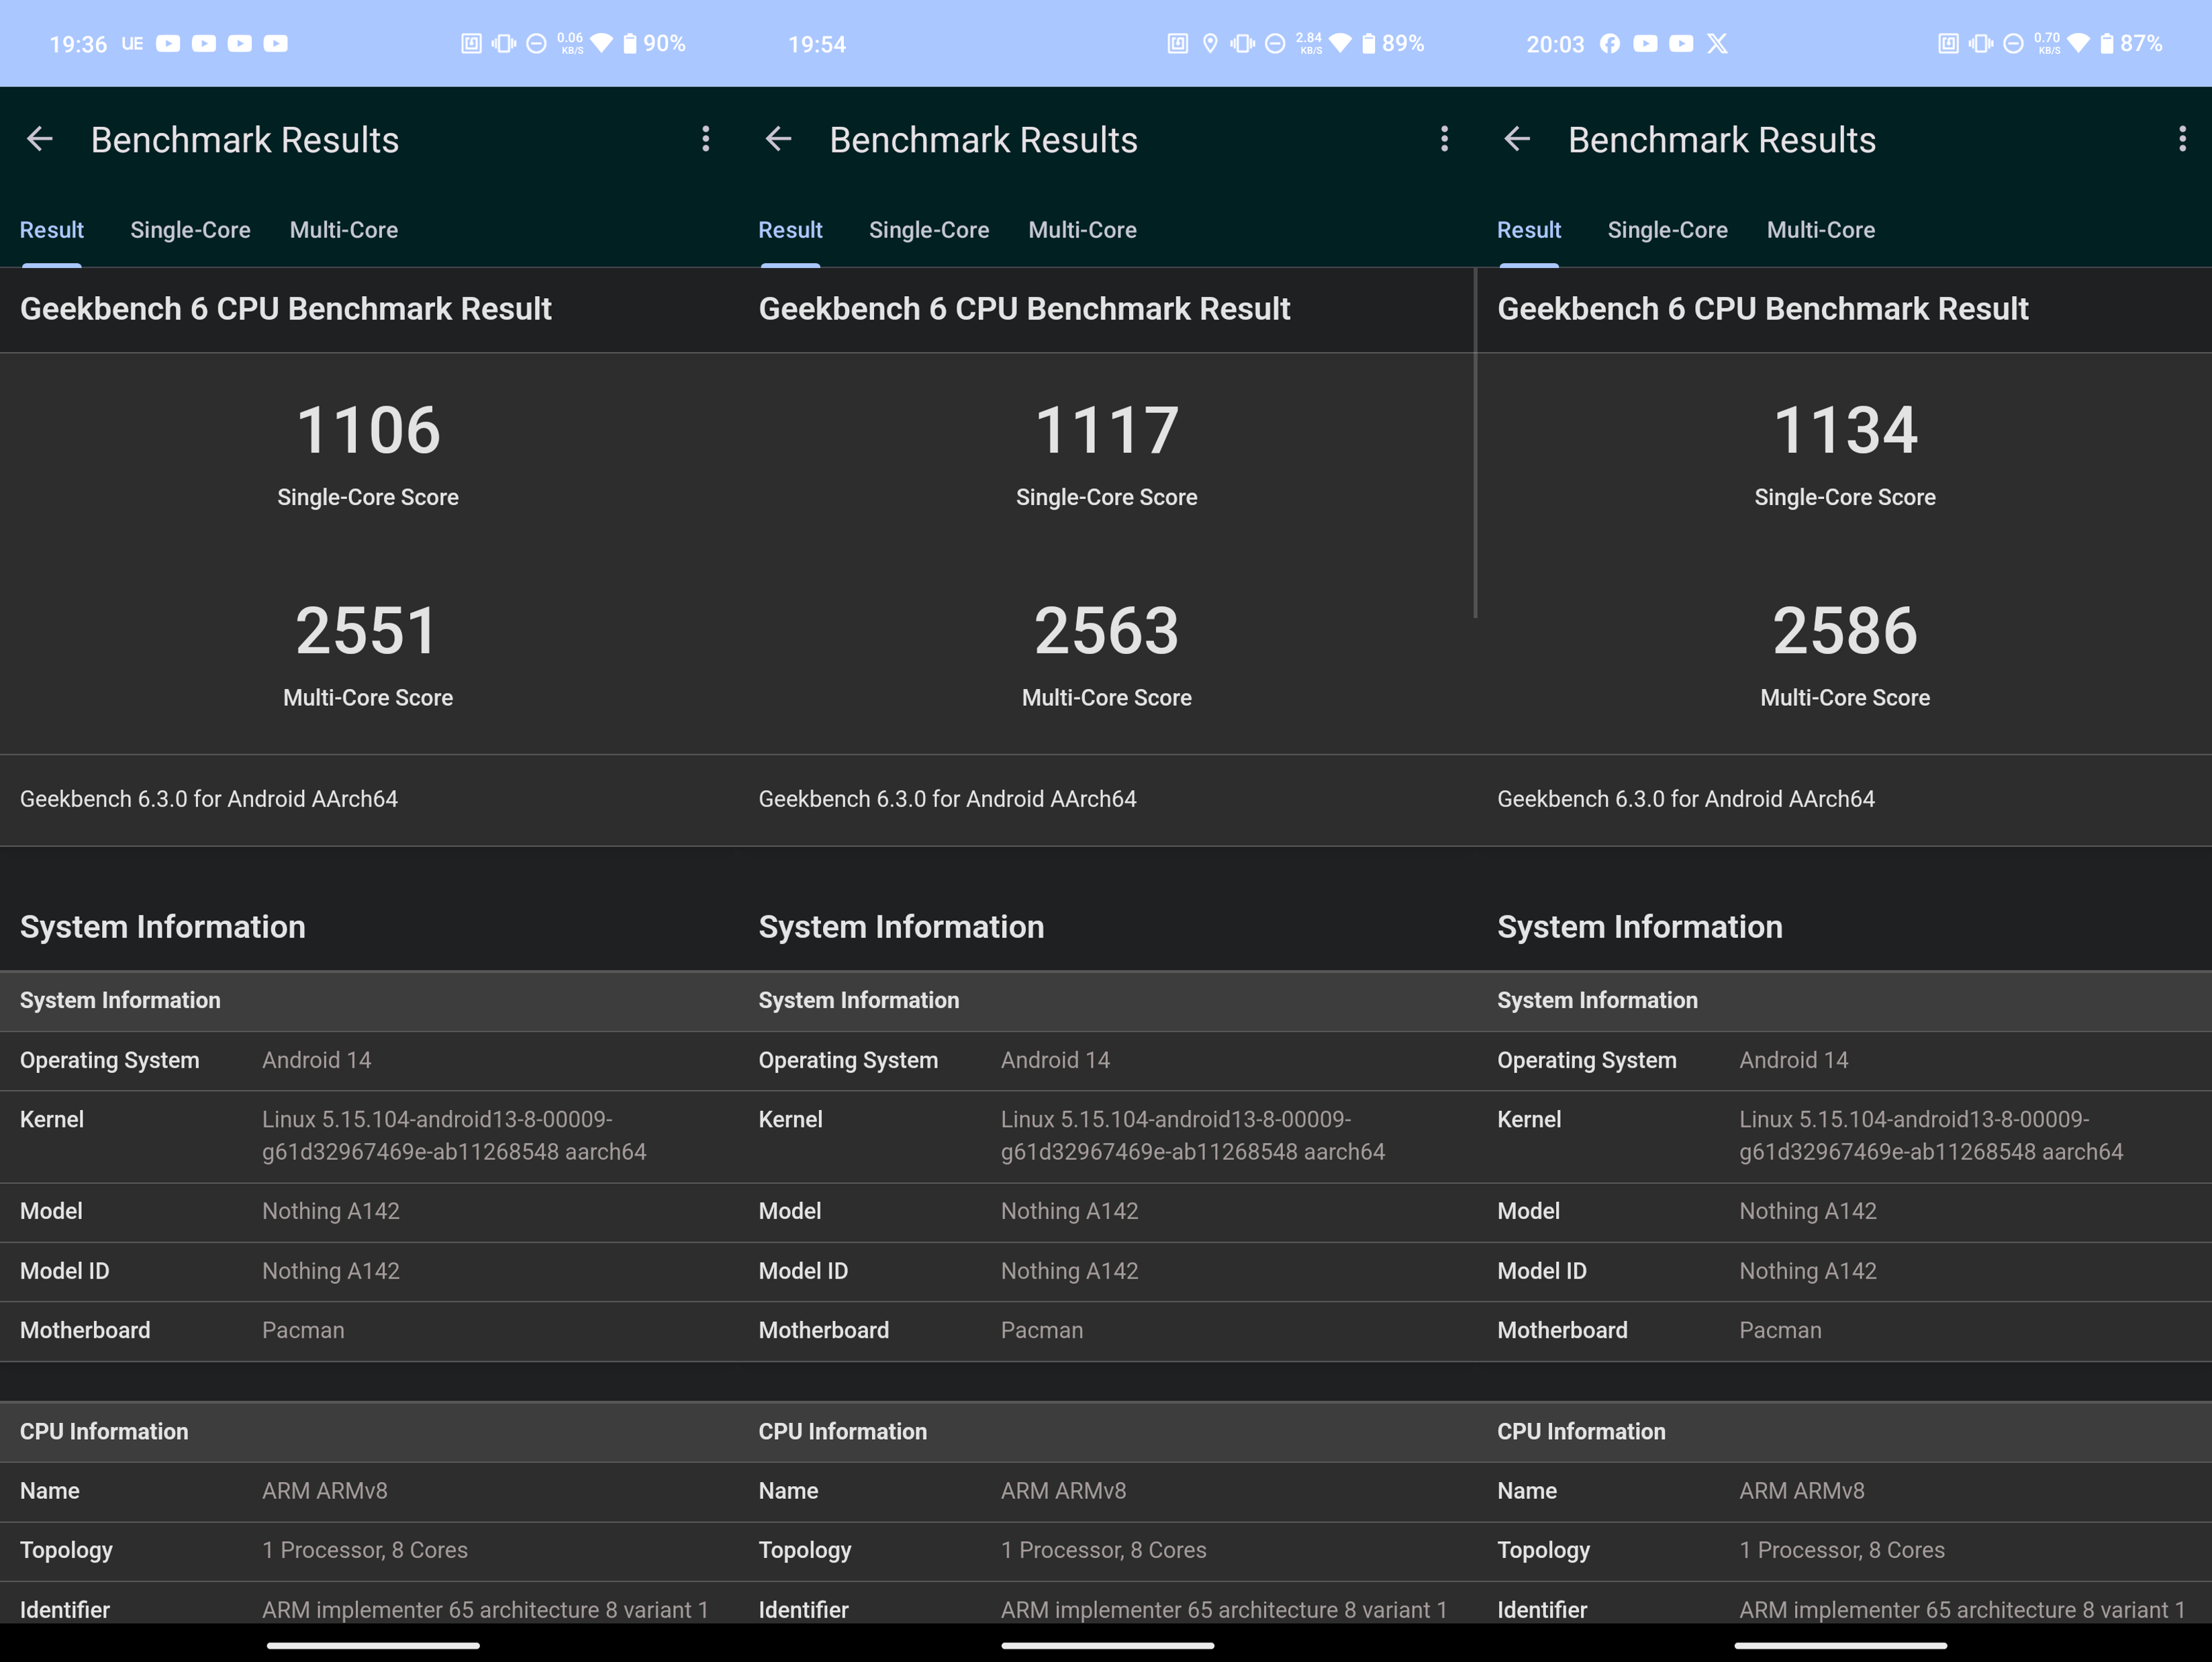 19:36 UE 0.06 KB/S 90%
Benchmark Results
Result Single-Core Multi-Core
Geekbench 6 CPU Benchmark Result
1106
Single-Core Score
2551
Multi-Core Score
Geekbench 6.3.0 for Android AArch64
System Information
System Information
Operating System Android 14
Kernel Linux 5.15.104-android13-8-00009-
g61d32967469e-ab11268548 aarch64
Model Nothing A142
Model ID Nothing A142
Motherboard Pacman
CPU Information
Name ARM ARMv8
Topology 1 Processor, 8 Cores
Identifier ARM implementer 65 architecture 8 variant 1
19:54 2.84 KB/S 89%
Benchmark Results
Result Single-Core Multi-Core
Geekbench 6 CPU Benchmark Result
1117
Single-Core Score
2563
Multi-Core Score
Geekbench 6.3.0 for Android AArch64
System Information
System Information
Operating System Android 14
Kernel Linux 5.15.104-android13-8-00009-
g61d32967469e-ab11268548 aarch64
Model Nothing A142
Model ID Nothing A142
Motherboard Pacman
CPU Information
Name ARM ARMv8
Topology 1 Processor, 8 Cores
Identifier ARM implementer 65 architecture 8 variant 1
20:03 0.70 KB/S 87%
Benchmark Results
Result Single-Core Multi-Core
Geekbench 6 CPU Benchmark Result
1134
Single-Core Score
2586
Multi-Core Score
Geekbench 6.3.0 for Android AArch64
System Information
System Information
Operating System Android 14
Kernel Linux 5.15.104-android13-8-00009-
g61d32967469e-ab11268548 aarch64
Model Nothing A142
Model ID Nothing A142
Motherboard Pacman
CPU Information
Name ARM ARMv8
Topology 1 Processor, 8 Cores
Identifier ARM implementer 65 architecture 8 variant 1